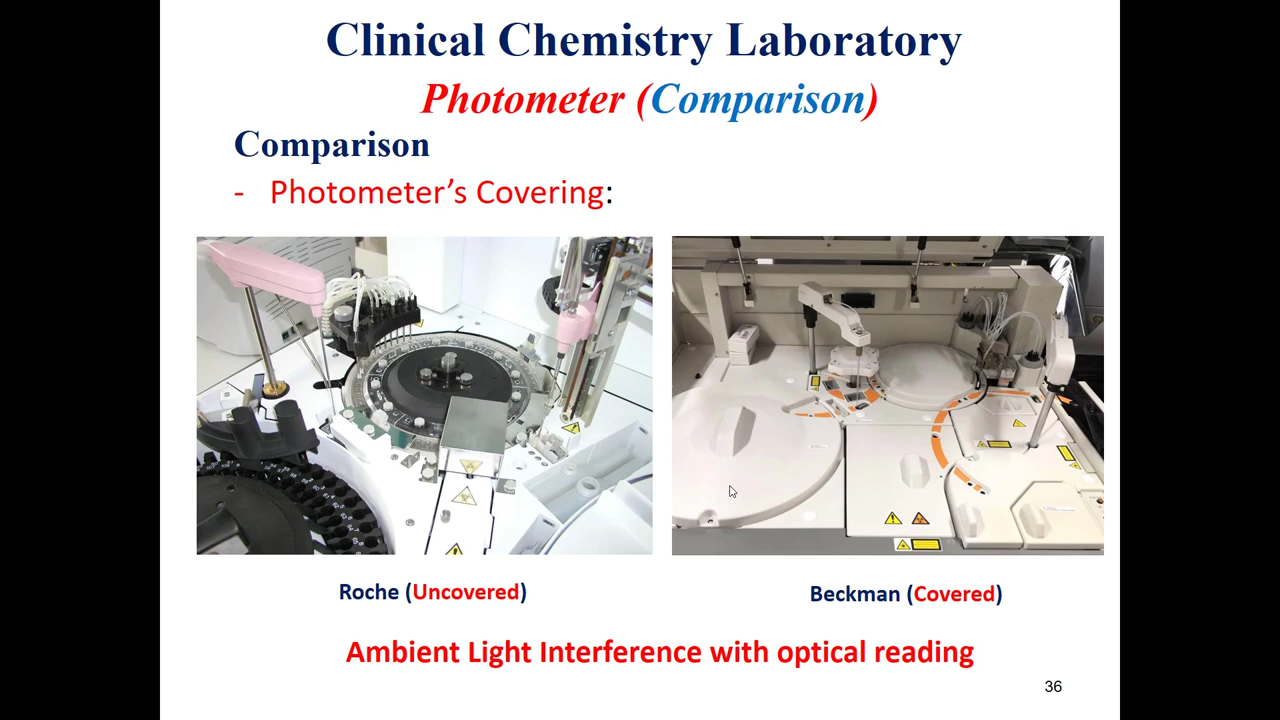 Clinical Chemistry Laboratory
Photometer (Comparison)
Comparison
- Photometer’s Covering:
Roche (Uncovered)
Beckman (Covered)
Ambient Light Interference with optical reading
36